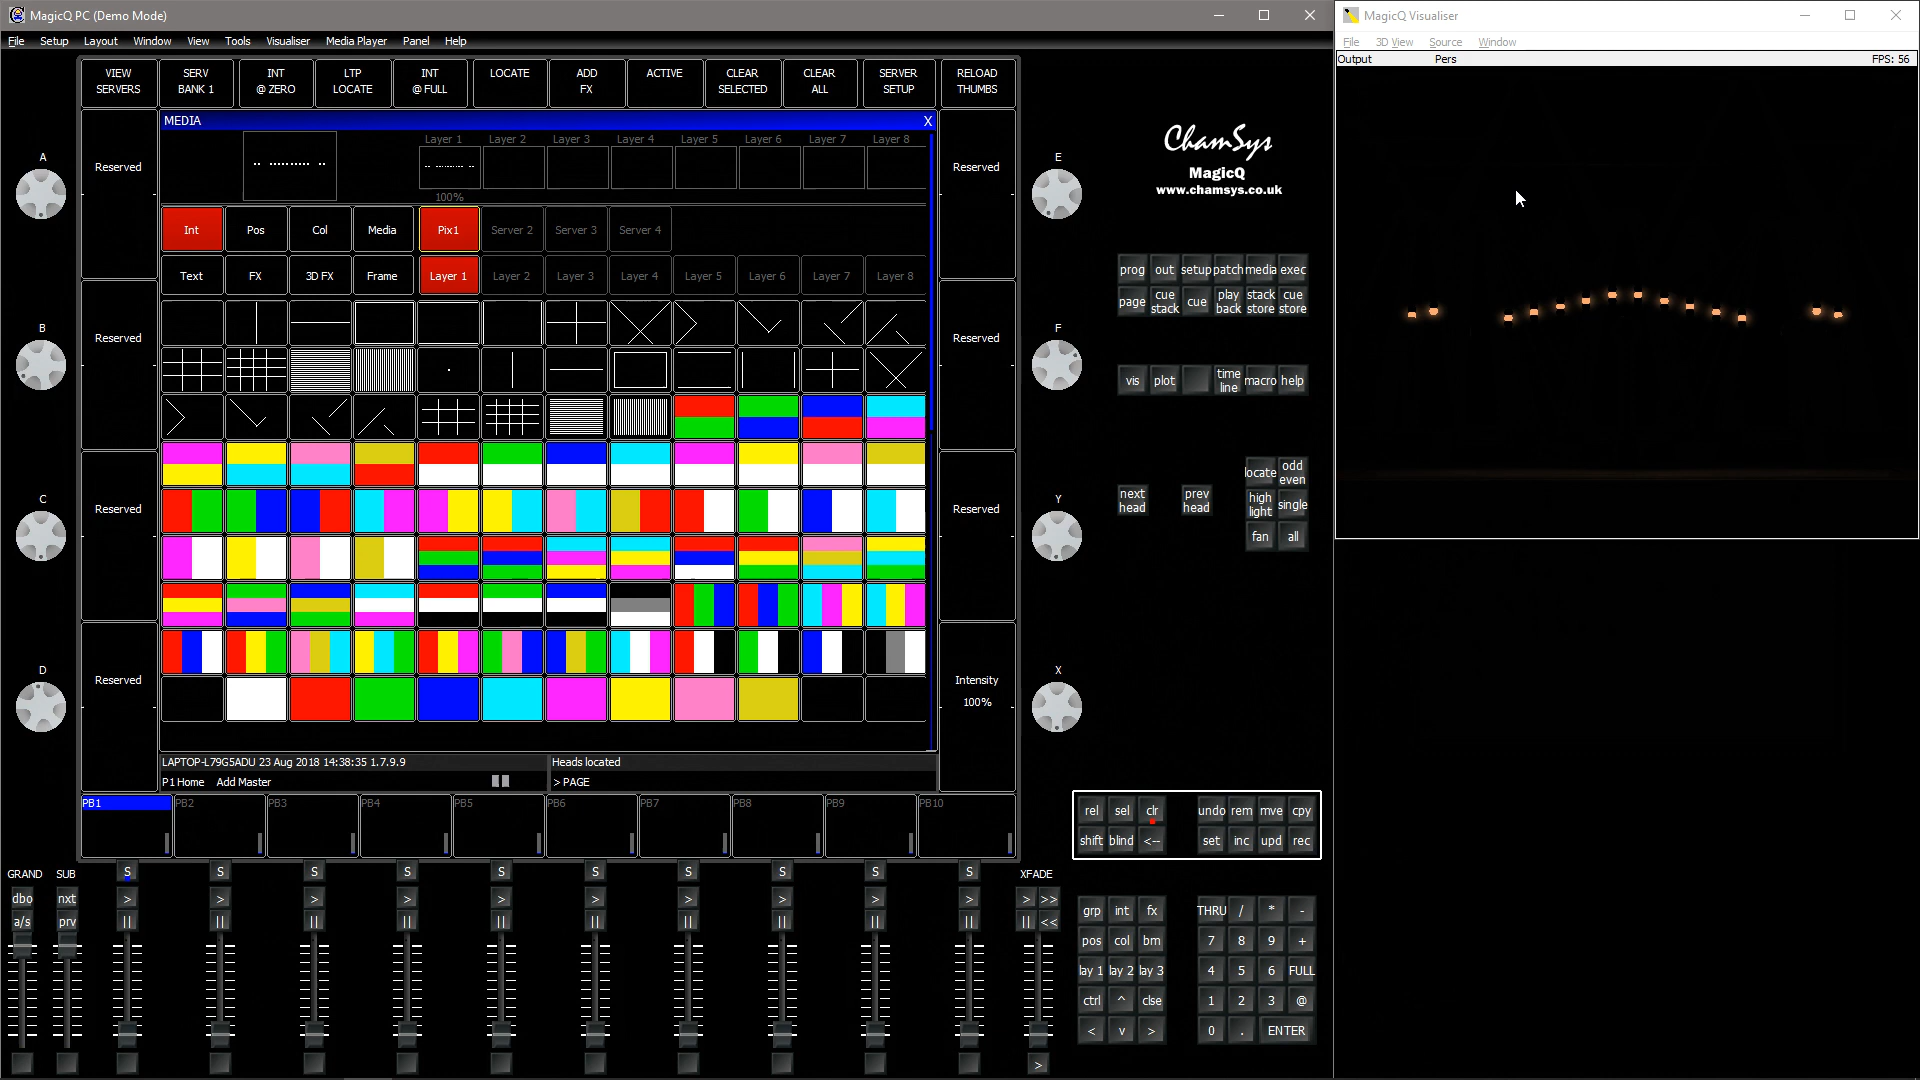 MagicQ PC (Demo Mode)
File Setup Layout Window View Tools Visualiser Media Player Panel Help
VIEW SERVERS
SERV BANK 1
INT @ ZERO
LTP LOCATE
INT @ FULL
LOCATE
ADD FX
ACTIVE
CLEAR SELECTED
CLEAR ALL
SERVER SETUP
RELOAD THUMBS
MEDIA X
Layer 1 Layer 2 Layer 3 Layer 4 Layer 5 Layer 6 Layer 7 Layer 8
100%
Int Pos Col Media Pix1 Server 2 Server 3 Server 4
Text FX 3D FX Frame Layer 1 Layer 2 Layer 3 Layer 4 Layer 5 Layer 6 Layer 7 Layer 8
A
B
C
D
Reserved
Reserved
Reserved
Reserved
Reserved
Reserved
Reserved
Intensity
100%
E
F
Y
X
LAPTOP-L79G5ADU 23 Aug 2018 14:38:35 1.7.9.9
Heads located
P1 Home Add Master
> PAGE
PB1 PB2 PB3 PB4 PB5 PB6 PB7 PB8 PB9 PB10
GRAND SUB
S S S S S S S S S S
XFADE
dbo nxt > > > > > > > > > > > >>
a/s prv || || || || || || || || || || || <<
>
ChamSys
MagicQ
www.chamsys.co.uk
prog out setup patch media exec
page cue stack cue play back stack store cue store
vis plot time line macro help
next head
prev head
locate odd even
high light single
fan all
rel sel clr undo rem mve cpy
shift blind <-- set inc upd rec
grp int fx THRU / * -
pos col bm 7 8 9 +
lay 1 lay 2 lay 3 4 5 6 FULL
ctrl ^ clse 1 2 3 @
< v > 0 . ENTER
MagicQ Visualiser
File 3D View Source Window
Output Pers FPS: 56